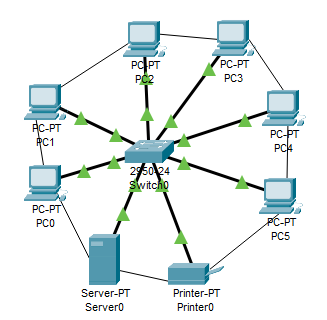 PC-PT
PC2
PC-PT
PC3
PC-PT
PC1
PC-PT
PC4
2950-24
Switch0
PC-PT
PC0
PC-PT
PC5
Server-PT
Server0
Printer-PT
Printer0